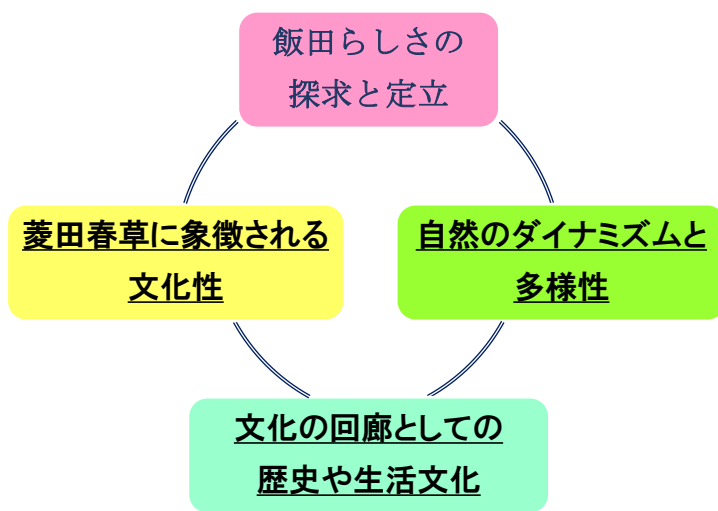 飯田らしさの
探求と定立
菱田春草に象徴される
文化性
自然のダイナミズムと
多様性
文化の回廊としての
歴史や生活文化